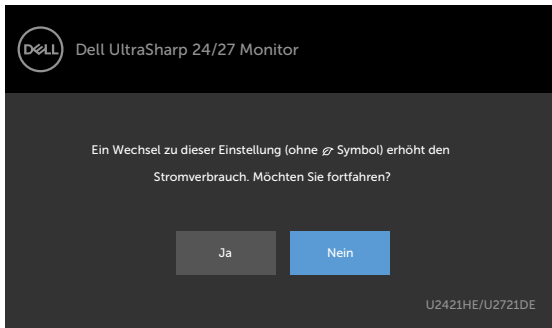 DELL
Dell UltraSharp 24/27 Monitor
Ein Wechsel zu dieser Einstellung (ohne Symbol) erhöht den
Stromverbrauch. Möchten Sie fortfahren?
Ja
Nein
U2421HE/U2721DE